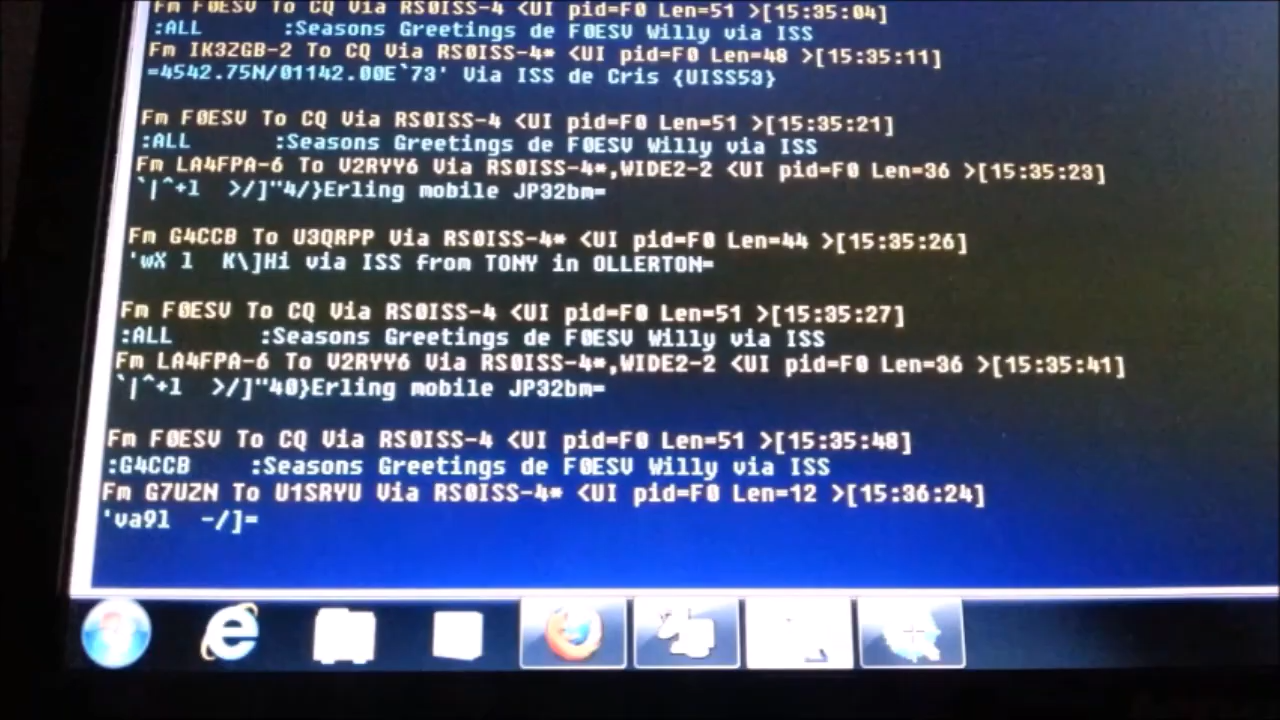 Fm F0ESV To CQ Via RS0ISS-4 <UI pid=F0 Len=51 >[15:35:04]
:ALL      :Seasons Greetings de F0ESV Willy via ISS
Fm IK3ZGB-2 To CQ Via RS0ISS-4* <UI pid=F0 Len=48 >[15:35:11]
=4542.75N/01142.00E`73' Via ISS de Cris {UISS53}
Fm F0ESV To CQ Via RS0ISS-4 <UI pid=F0 Len=51 >[15:35:21]
:ALL      :Seasons Greetings de F0ESV Willy via ISS
Fm LA4FPA-6 To V2RYY6 Via RS0ISS-4*,WIDE2-2 <UI pid=F0 Len=36 >[15:35:23]
`|^+l  >/]"4/}Erling mobile JP32bm=
Fm G4CCB To U3QRPP Via RS0ISS-4* <UI pid=F0 Len=44 >[15:35:26]
'wX l  K\]Hi via ISS from TONY in OLLERTON=
Fm F0ESV To CQ Via RS0ISS-4 <UI pid=F0 Len=51 >[15:35:27]
:ALL      :Seasons Greetings de F0ESV Willy via ISS
Fm LA4FPA-6 To V2RYY6 Via RS0ISS-4*,WIDE2-2 <UI pid=F0 Len=36 >[15:35:41]
`|^+l  >/]"40}Erling mobile JP32bm=
Fm F0ESV To CQ Via RS0ISS-4 <UI pid=F0 Len=51 >[15:35:48]
:G4CCB    :Seasons Greetings de F0ESV Willy via ISS
Fm G7UZN To U1SRYU Via RS0ISS-4* <UI pid=F0 Len=12 >[15:36:24]
'va9l  -/]=